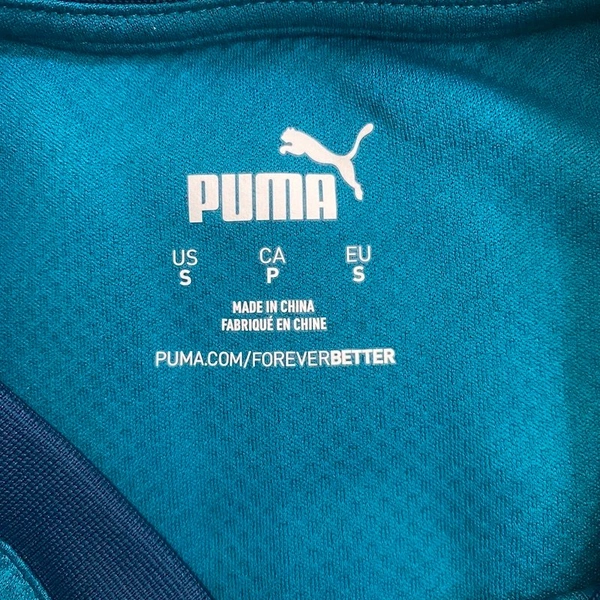 PUMA
US CA EU
S P S
MADE IN CHINA
FABRIQUÉ EN CHINE
PUMA.COM/FOREVERBETTER